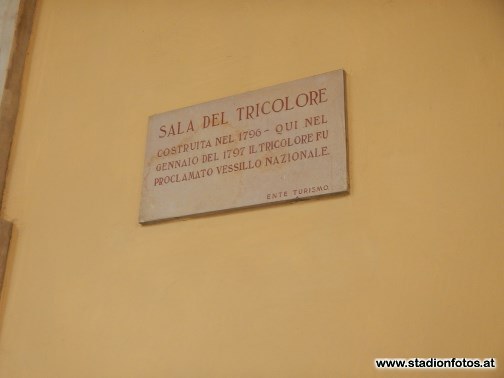 SALA DEL TRICOLORE
COSTRUITA NEL 1796 - QUI NEL
GENNAIO DEL 1797 IL TRICOLORE FU
PROCLAMATO VESSILLO NAZIONALE.
ENTE TURISMO
www.stadionfotos.at